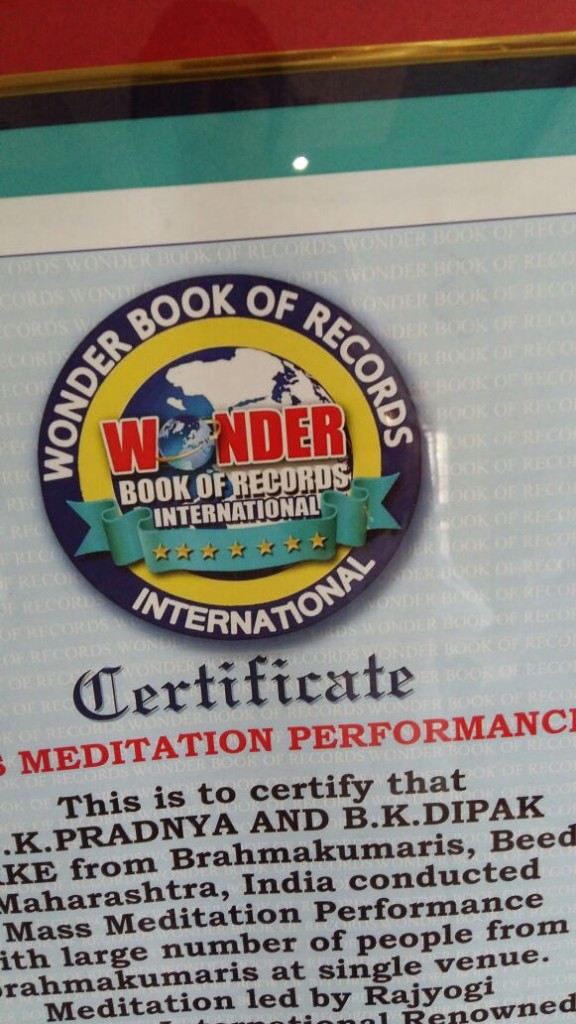 WONDER BOOK OF RECORDS
WONDER
BOOK OF RECORDS
INTERNATIONAL
INTERNATIONAL
Certificate
S MEDITATION PERFORMANC
This is to certify that
.K.PRADNYA AND B.K.DIPAK
KE from Brahmakumaris, Beed
Maharashtra, India conducted
Mass Meditation Performance
ith large number of people from
rahmakumaris at single venue.
Meditation led by Rajyogi
International Renowned